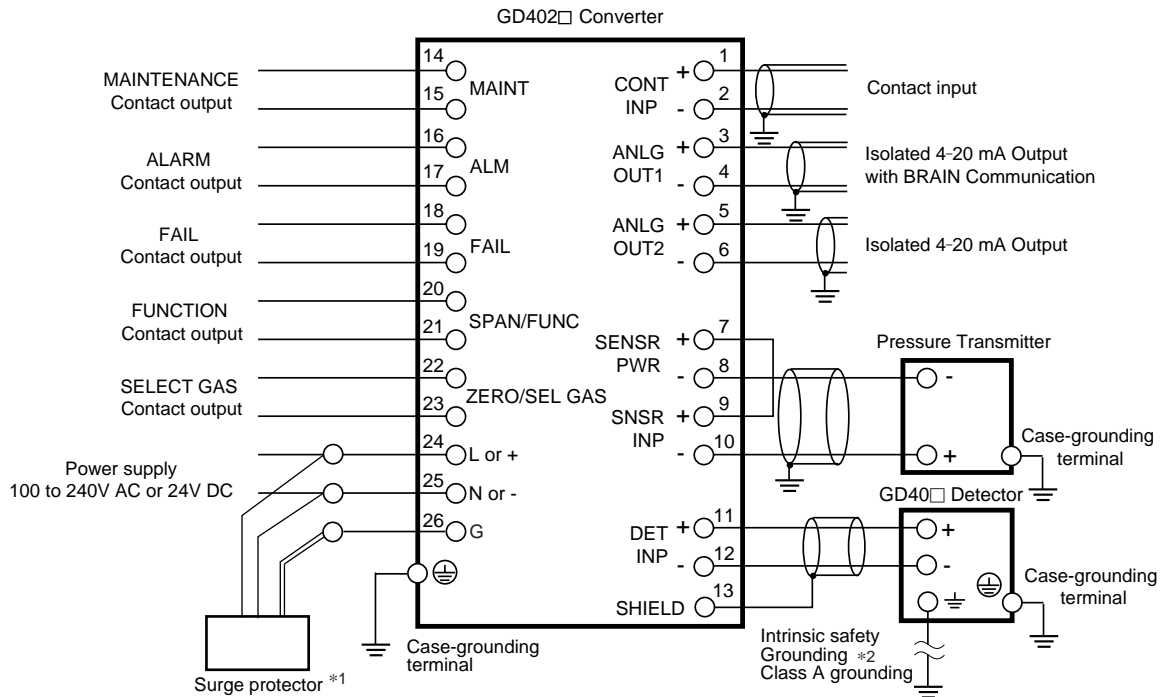 GD402□ Converter
14
MAINTENANCE
Contact output
MAINT
15
16
ALARM
Contact output
ALM
17
18
FAIL
Contact output
FAIL
19
20
FUNCTION
Contact output
SPAN/FUNC
21
22
SELECT GAS
Contact output
ZERO/SEL GAS
23
24
L or +
Power supply
100 to 240V AC or 24V DC
25
N or -
26
G
Surge protector *1
Case-grounding
terminal
1
CONT
INP
+
-
2
Contact input
3
ANLG
OUT1
+
-
4
Isolated 4-20 mA Output
with BRAIN Communication
5
ANLG
OUT2
+
-
6
Isolated 4-20 mA Output
7
SENSR
PWR
+
-
8
9
SNSR
INP
+
-
10
Pressure Transmitter
-
+
Case-grounding
terminal
11
DET
INP
+
-
12
13
SHIELD
GD40□ Detector
+
-
Case-grounding
terminal
Intrinsic safety
Grounding *2
Class A grounding